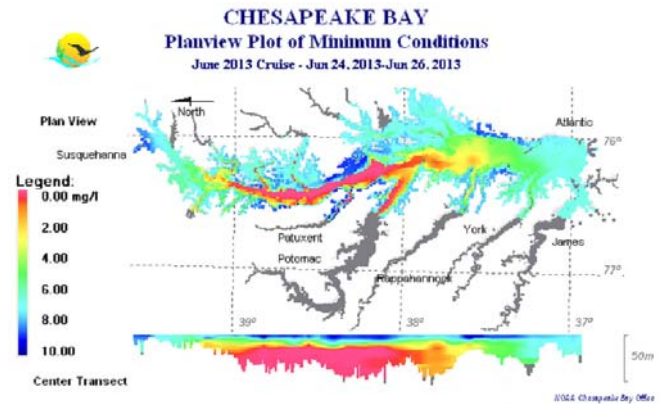 CHESAPEAKE BAY
Planview Plot of Minimum Conditions
June 2013 Cruise - Jun 24, 2013-Jun 26, 2013
North
Plan View
Atlantic
76°
Susquehanna
Legend:
0.00 mg/l
2.00
4.00
6.00
8.00
10.00
Patuxent
York
James
Potomac
Rappahannock
77°
39°
38°
37°
50m
Center Transect
NOAA Chesapeake Bay Office